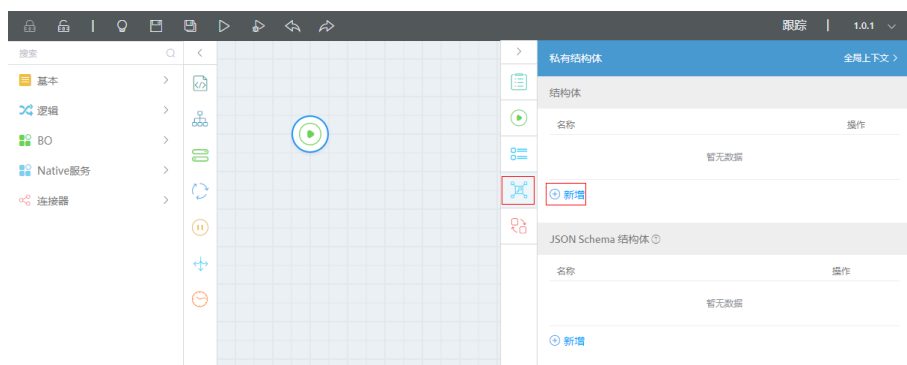 跟踪 | 1.0.1
搜索
基本
逻辑
BO
Native服务
连接器
私有结构体 全局上下文
结构体
名称 操作
暂无数据
新增
JSON Schema 结构体
名称 操作
暂无数据
新增